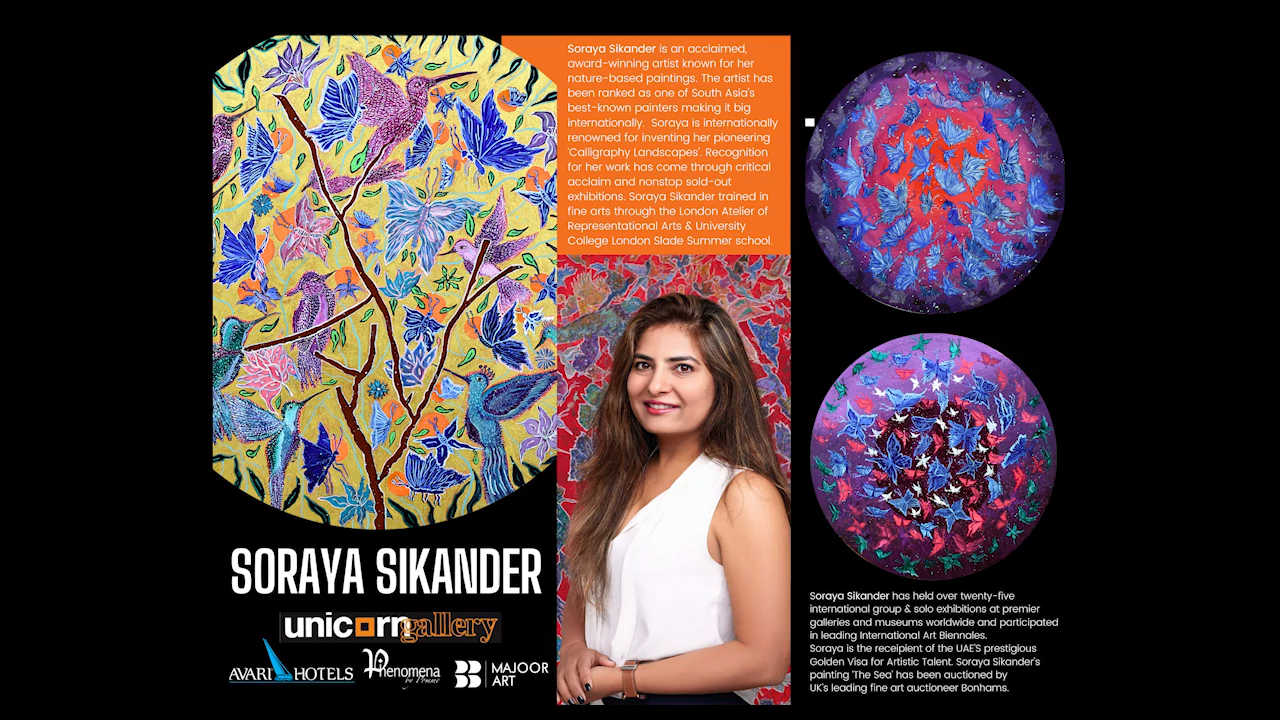 Soraya Sikander is an acclaimed,
award-winning artist known for her
nature-based paintings. The artist has
been ranked as one of South Asia's
best-known painters making it big
internationally.  Soraya is internationally
renowned for inventing her pioneering
'Calligraphy Landscapes'. Recognition
for her work has come through critical
acclaim and nonstop sold-out
exhibitions. Soraya Sikander trained in
fine arts through the London Atelier of
Representational Arts & University
College London Slade Summer school.
SORAYA SIKANDER
unicorngallery
AVARI HOTELS
Phenomena
by Pomme
MAJOOR
ART
Soraya Sikander has held over twenty-five
international group & solo exhibitions at premier
galleries and museums worldwide and participated
in leading International Art Biennales.
Soraya is the receipient of the UAE'S prestigious
Golden Visa for Artistic Talent. Soraya Sikander's
painting 'The Sea' has been auctioned by
UK's leading fine art auctioneer Bonhams.